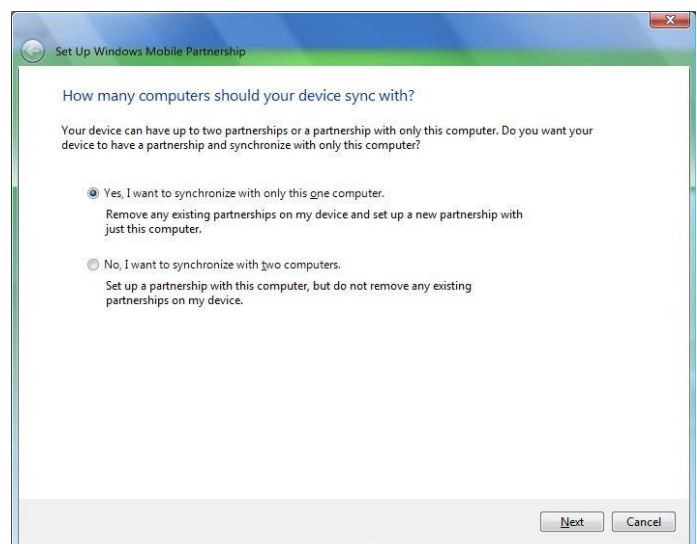 Set Up Windows Mobile Partnership
How many computers should your device sync with?
Your device can have up to two partnerships or a partnership with only this computer. Do you want your
device to have a partnership and synchronize with only this computer?
Yes, I want to synchronize with only this one computer.
Remove any existing partnerships on my device and set up a new partnership with
just this computer.
No, I want to synchronize with two computers.
Set up a partnership with this computer, but do not remove any existing
partnerships on my device.
Next Cancel